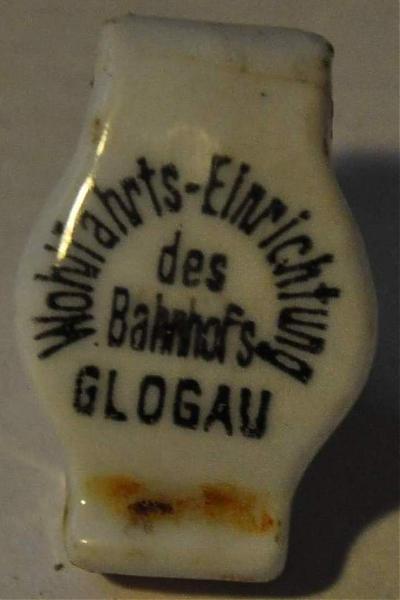 Wohlfahrts-Einrichtung
des
Bahnhofs
GLOGAU